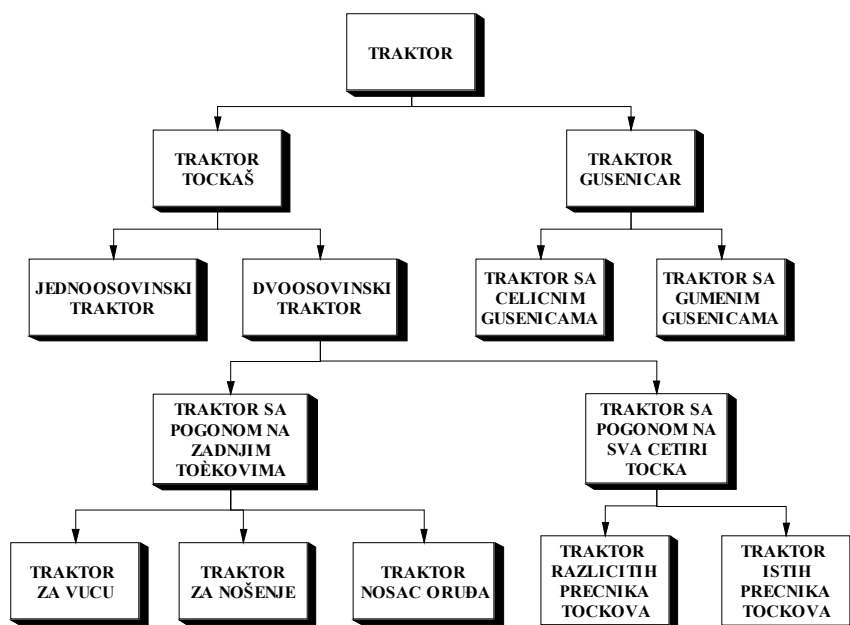 TRAKTOR
TRAKTOR
TOCKAŠ
TRAKTOR
GUSENICAR
JEDNOOSOVINSKI
TRAKTOR
DVOOSOVINSKI
TRAKTOR
TRAKTOR SA
CELICNIM
GUSENICAMA
TRAKTOR SA
GUMENIM
GUSENICAMA
TRAKTOR SA
POGONOM NA
ZADNJIM
TOÈKOVIMA
TRAKTOR SA
POGONOM NA
SVA CETIRI
TOCKA
TRAKTOR
ZA VUCU
TRAKTOR
ZA NOŠENJE
TRAKTOR
NOSAC ORUĐA
TRAKTOR
RAZLICITIH
PRECNIKA
TOCKOVA
TRAKTOR
ISTIH
PRECNIKA
TOCKOVA